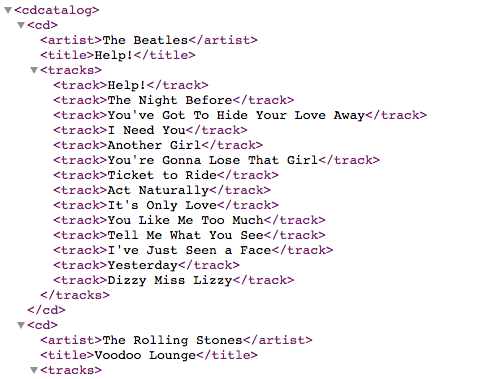 <cdcatalog>
<cd>
<artist>The Beatles</artist>
<title>Help!</title>
<tracks>
<track>Help!</track>
<track>The Night Before</track>
<track>You've Got To Hide Your Love Away</track>
<track>I Need You</track>
<track>Another Girl</track>
<track>You're Gonna Lose That Girl</track>
<track>Ticket to Ride</track>
<track>Act Naturally</track>
<track>It's Only Love</track>
<track>You Like Me Too Much</track>
<track>Tell Me What You See</track>
<track>I've Just Seen a Face</track>
<track>Yesterday</track>
<track>Dizzy Miss Lizzy</track>
</tracks>
</cd>
<cd>
<artist>The Rolling Stones</artist>
<title>Voodoo Lounge</title>
<tracks>